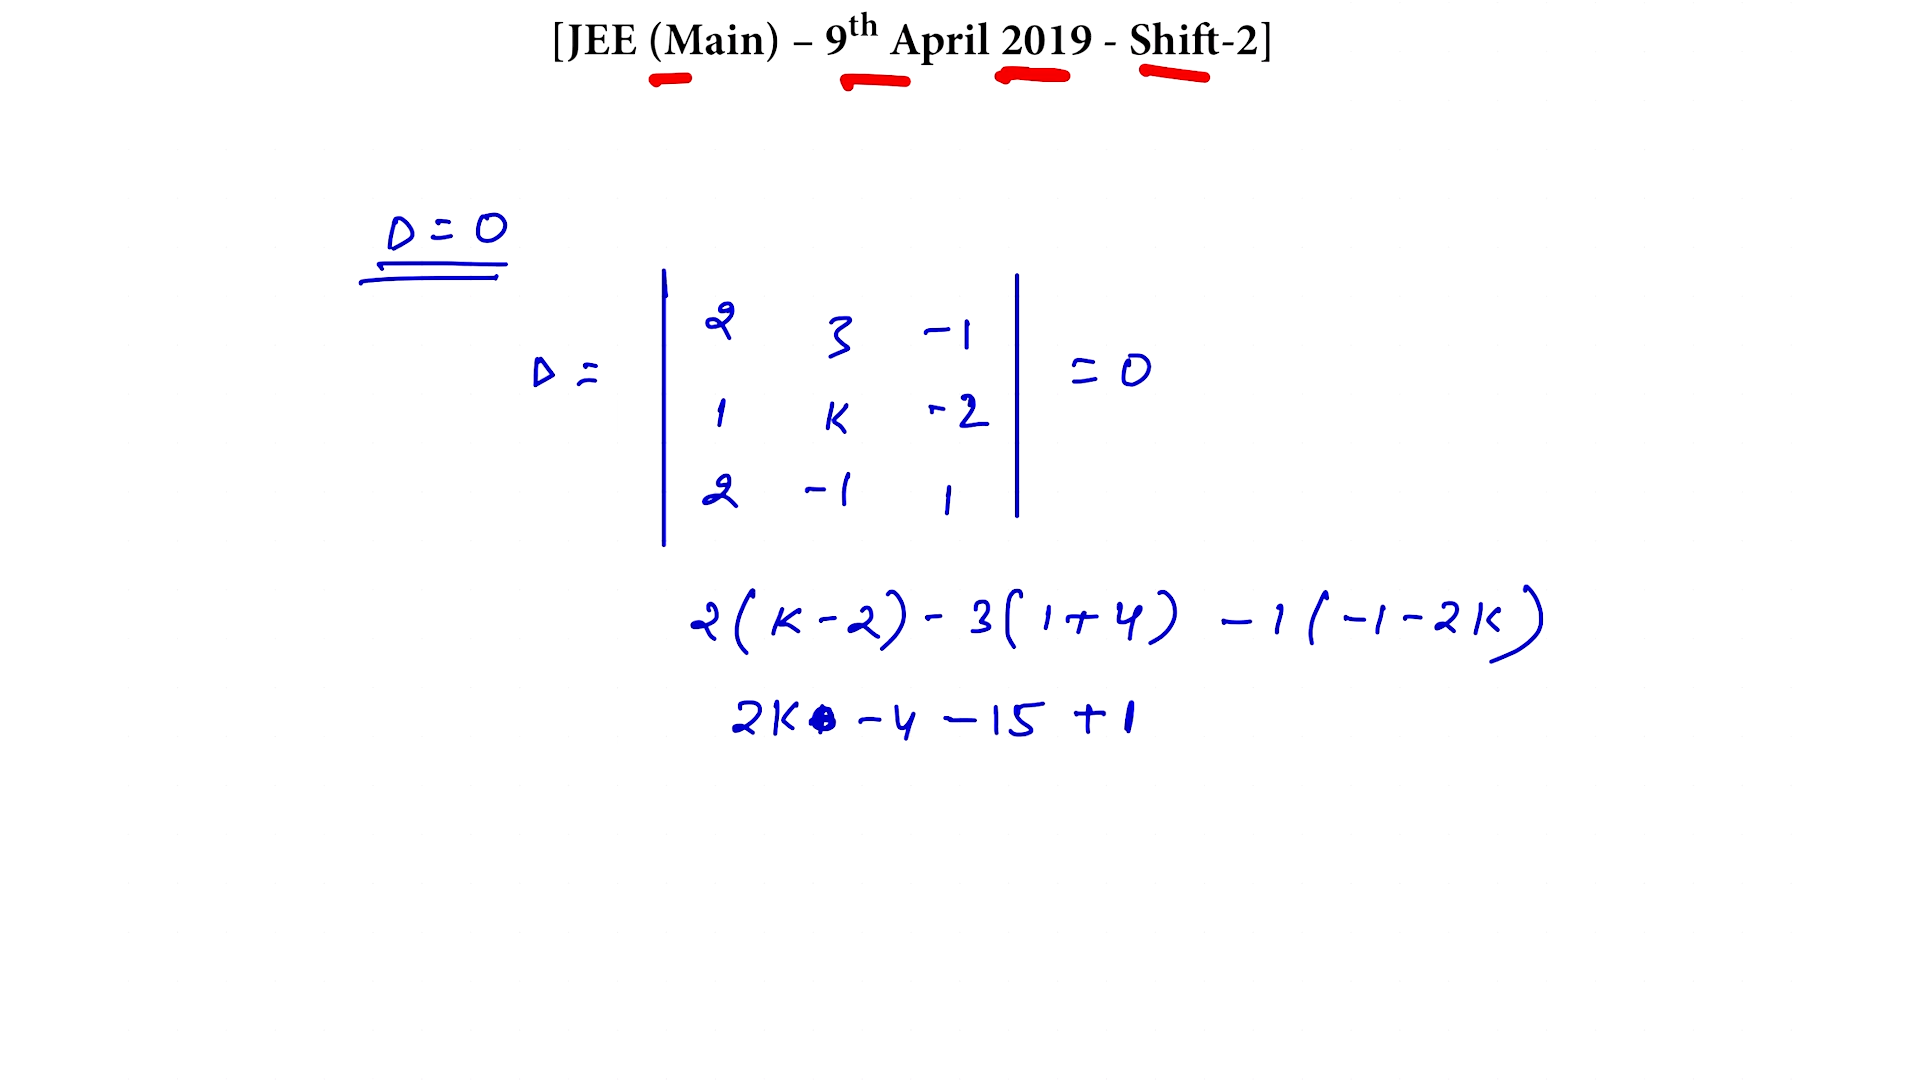 [JEE (Main) – 9th April 2019 - Shift-2]
D = 0
D = | 2 3 -1 | = 0
1 K -2
2 -1 1
2(K-2) - 3(1+4) - 1(-1-2K)
2K -4 -15 +1